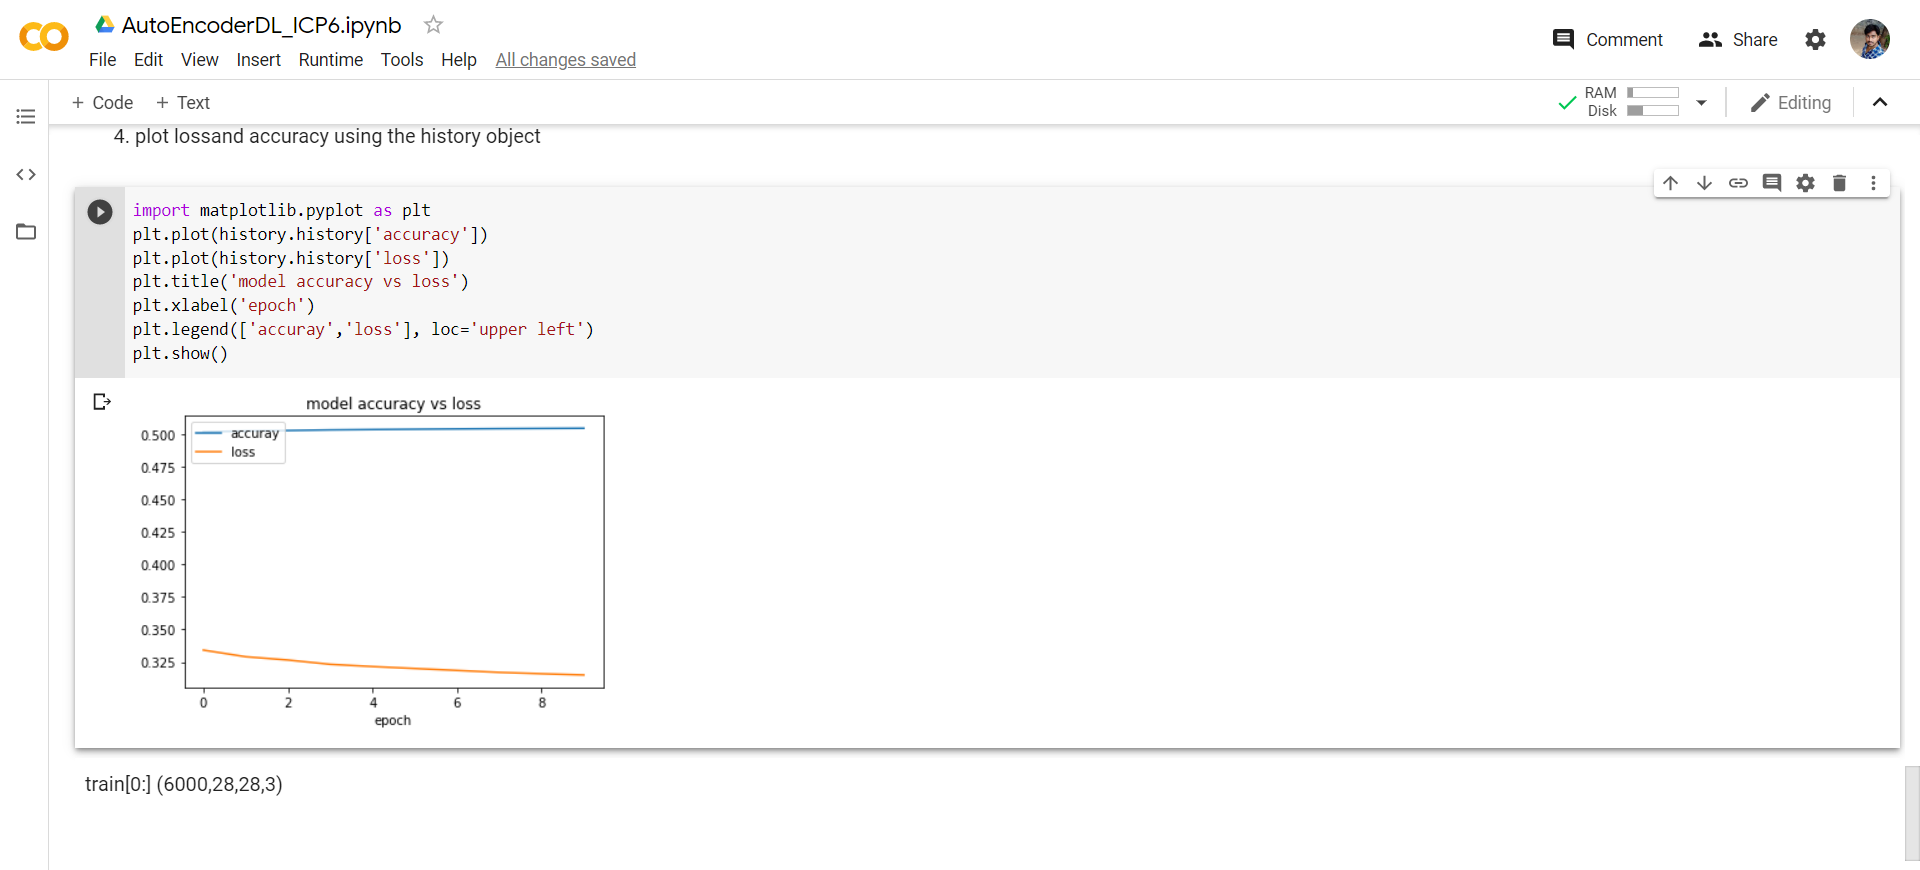 AutoEncoderDL_ICP6.ipynb
File Edit View Insert Runtime Tools Help All changes saved
Comment Share
+ Code + Text
RAM
Disk
Editing
4. plot lossand accuracy using the history object
import matplotlib.pyplot as plt
plt.plot(history.history['accuracy'])
plt.plot(history.history['loss'])
plt.title('model accuracy vs loss')
plt.xlabel('epoch')
plt.legend(['accuray','loss'], loc='upper left')
plt.show()
model accuracy vs loss
accuray
loss
0.500
0.475
0.450
0.425
0.400
0.375
0.350
0.325
0 2 4 6 8
epoch
train[0:] (6000,28,28,3)